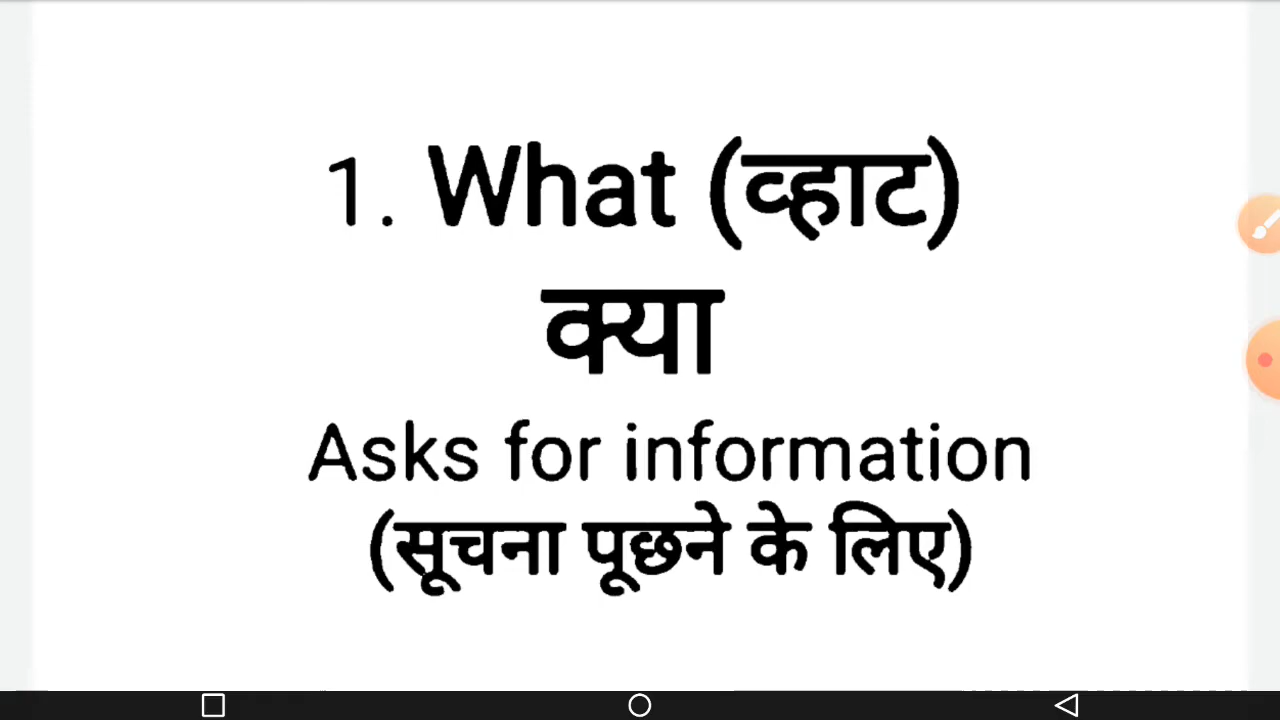 1. What (व्हाट)
क्या
Asks for information
(सूचना पूछने के लिए)